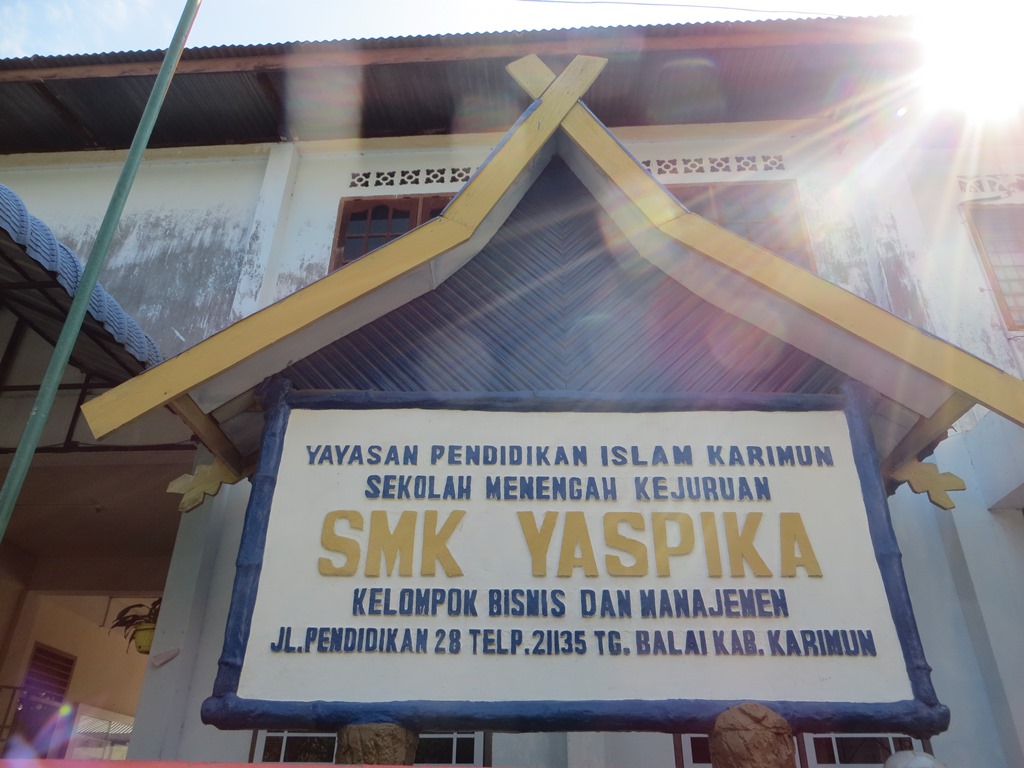 YAYASAN PENDIDIKAN ISLAM KARIMUN
SEKOLAH MENENGAH KEJURUAN
SMK YASPIKA
KELOMPOK BISNIS DAN MANAJEMEN
JL.PENDIDIKAN 28 TELP.21135 TG. BALAI KAB. KARIMUN